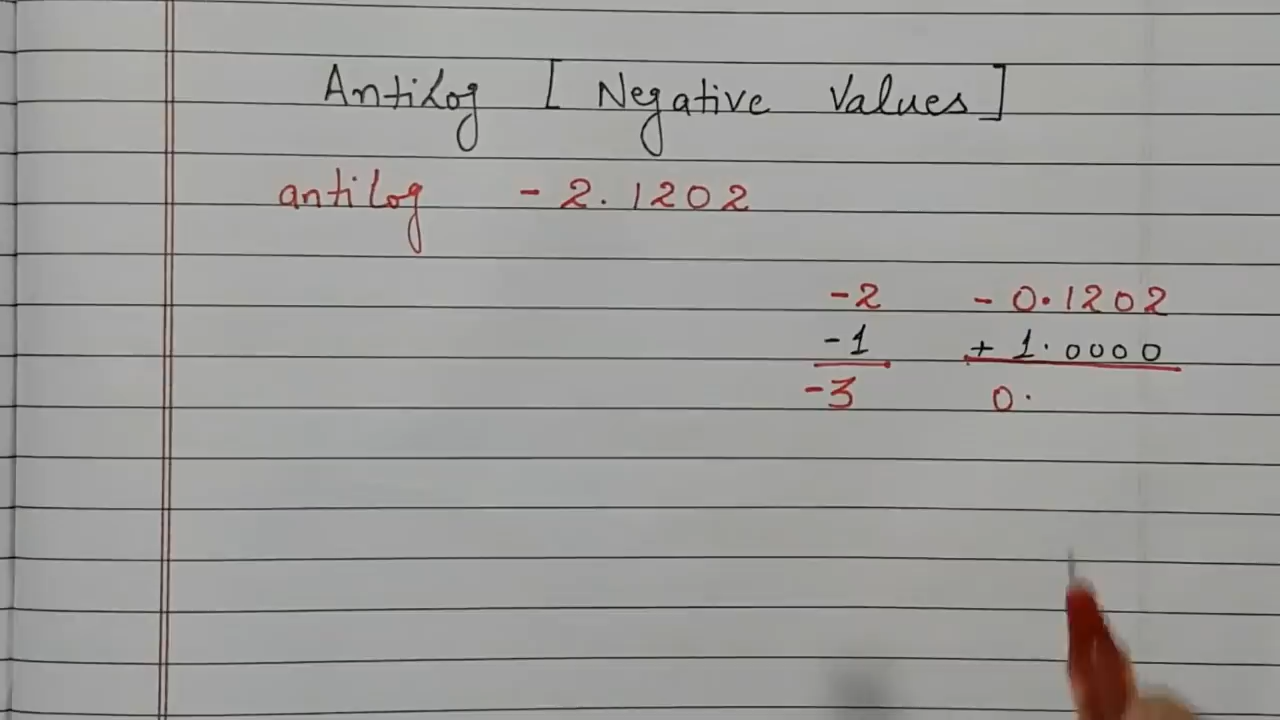 AntiLog [ Negative Values ]
antilog - 2.1202
-2 - 0.1202
-1 + 1.0000
-3 0.